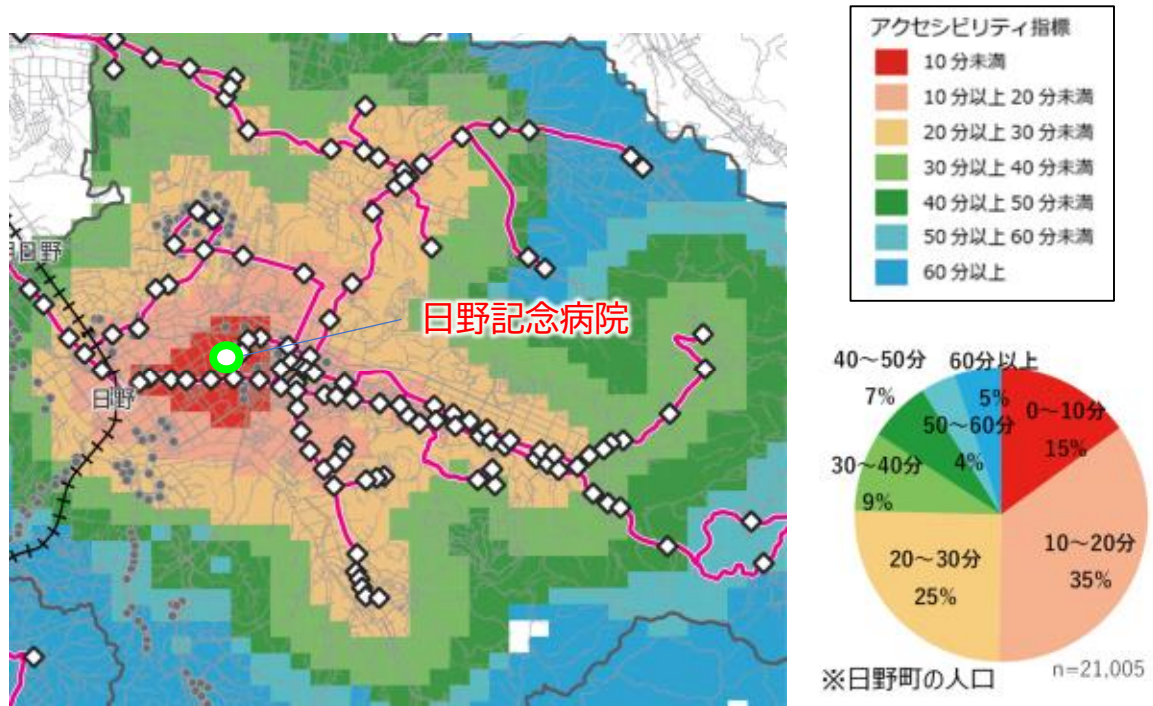 アクセシビリティ指標
10分未満
10分以上20分未満
20分以上30分未満
30分以上40分未満
40分以上50分未満
50分以上60分未満
60分以上
日野
日野記念病院
日野
40～50分
7%
60分以上
5%
50～60分
4%
0～10分
15%
30～40分
9%
20～30分
25%
10～20分
35%
※日野町の人口
n=21,005